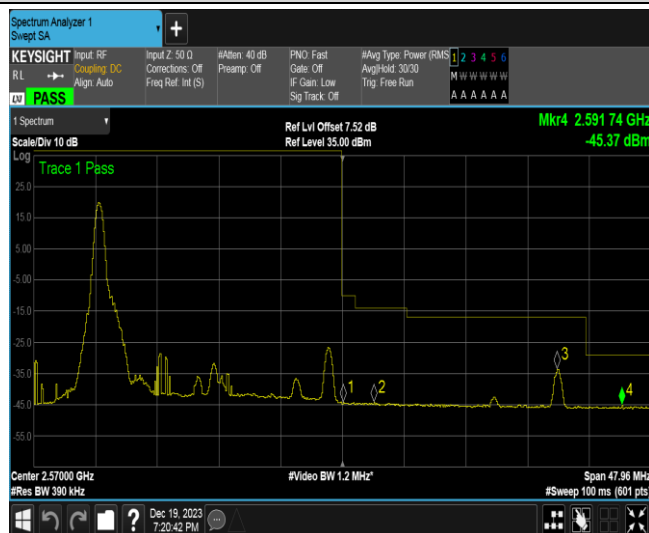 Spectrum Analyzer 1
Swept SA
KEYSIGHT
RL
LXI PASS
Input: RF
Coupling: DC
Align: Auto
Input Z: 50 Ω
Corrections: Off
Freq Ref: Int (S)
#Atten: 40 dB
Preamp: Off
PNO: Fast
Gate: Off
IF Gain: Low
Sig Track: Off
#Avg Type: Power (RMS
Avg|Hold: 30/30
Trig: Free Run
1 2 3 4 5 6
M W W W W W
A A A A A A
1 Spectrum
Scale/Div 10 dB
Ref Lvl Offset 7.52 dB
Ref Level 35.00 dBm
Mkr4 2.591 74 GHz
-45.37 dBm
Log
Trace 1 Pass
25.0
15.0
5.00
-5.00
-15.0
-25.0
-35.0
-45.0
-55.0
1
2
3
4
Center 2.57000 GHz
#Video BW 1.2 MHz*
Span 47.96 MHz
#Res BW 390 kHz
#Sweep 100 ms (601 pts)
?
Dec 19, 2023
7:20:42 PM